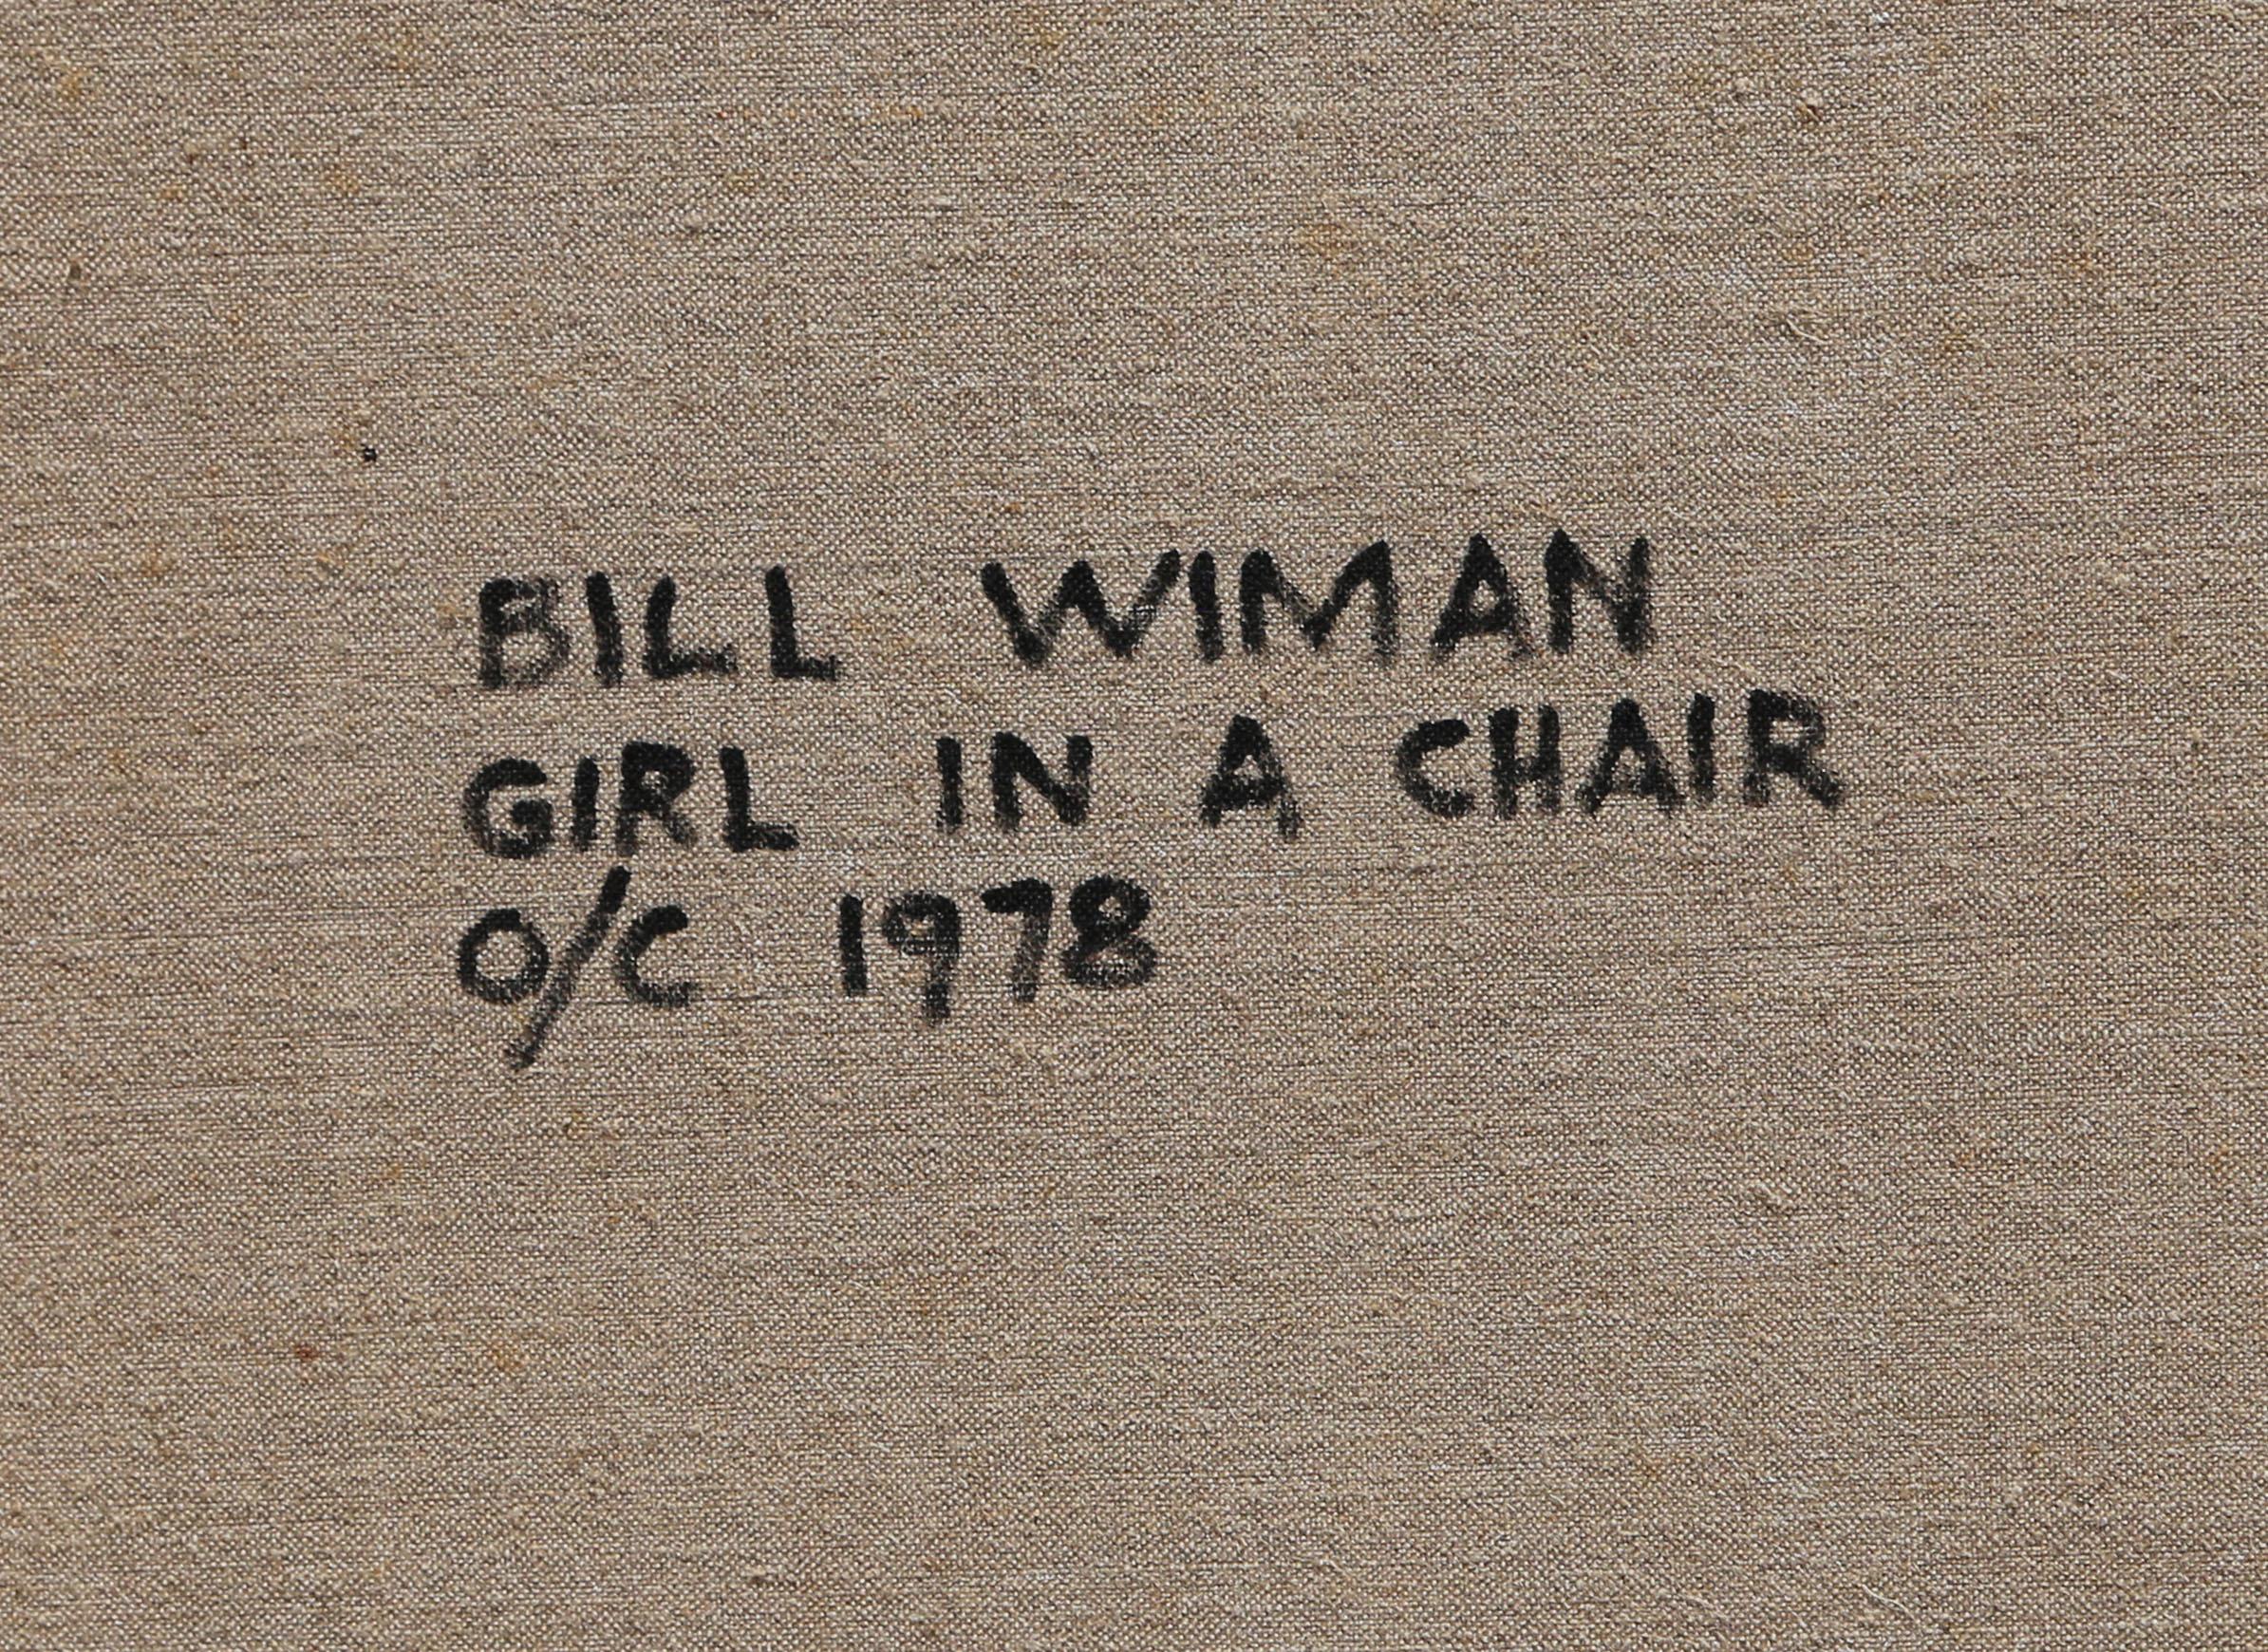 BILL WIMAN
GIRL IN A CHAIR
O/C 1978